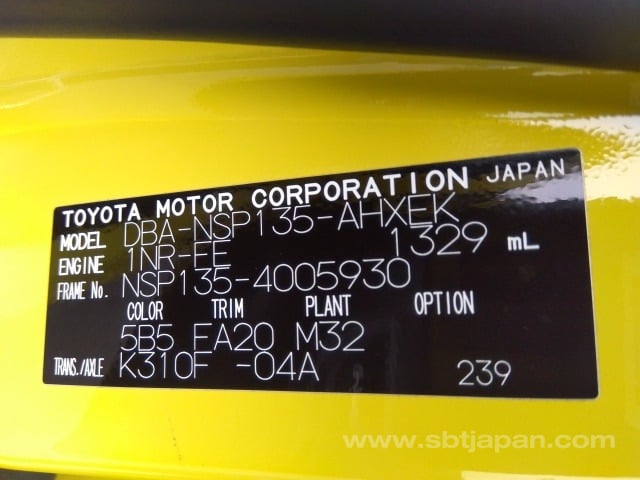 TOYOTA MOTOR CORPORATION JAPAN
MODEL DBA-NSP135-AHXEK
ENGINE 1NR-FE 1329 mL
FRAME No. NSP135-4005930
COLOR TRIM PLANT OPTION
5B5 FA20 M32
TRANS./AXLE K310F -04A 239
www.sbtjapan.com